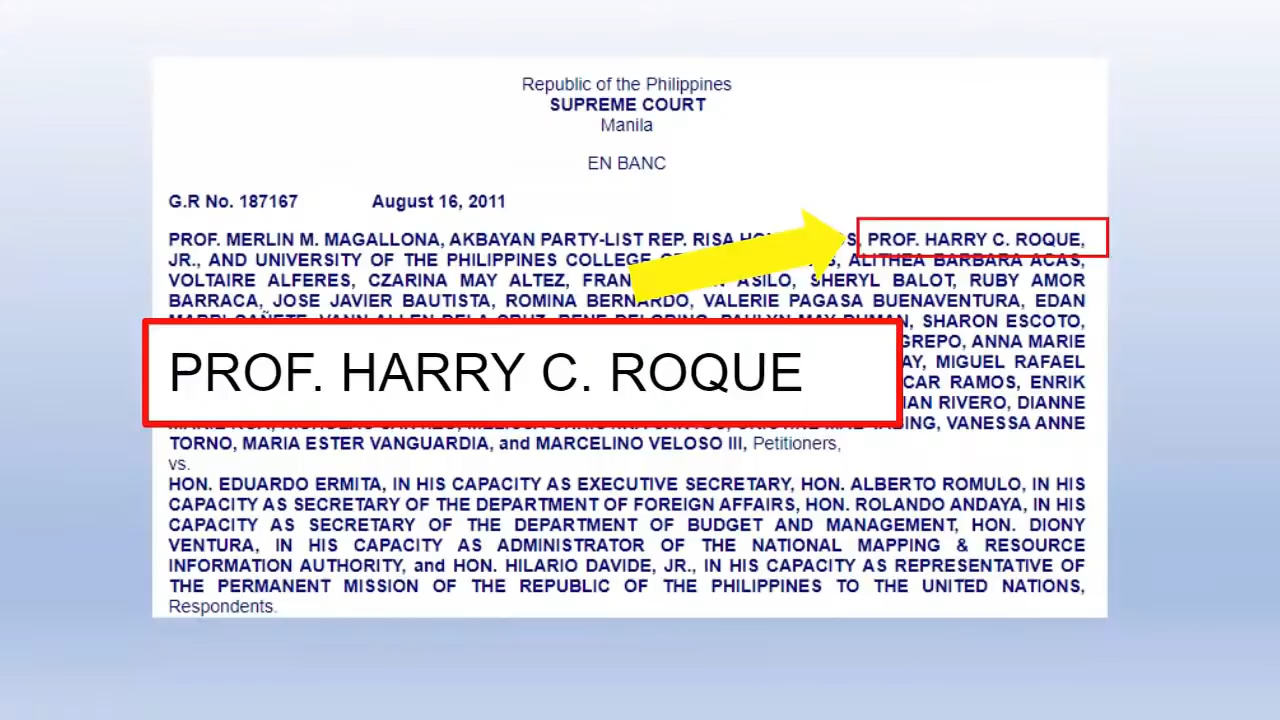 Republic of the Philippines
SUPREME COURT
Manila
EN BANC
G.R No. 187167 August 16, 2011
PROF. MERLIN M. MAGALLONA, AKBAYAN PARTY-LIST REP. RISA PROF. HARRY C. ROQUE,
JR., AND UNIVERSITY OF THE PHILIPPINES COLLEGE ALITHEA BARBARA ACAS,
VOLTAIRE ALFERES, CZARINA MAY ALTEZ, ASILO, SHERYL BALOT, RUBY AMOR
BARRACA, JOSE JAVIER BAUTISTA, ROMINA BERNARDO, VALERIE PAGASA BUENAVENTURA, EDAN
SHARON ESCOTO,
PROF. HARRY C. ROQUE
ANNA MARIE
MIGUEL RAFAEL
RAMOS, ENRIK
RIVERO, DIANNE
VANESSA ANNE
TORNO, MARIA ESTER VANGUARDIA, and MARCELINO VELOSO III, Petitioners,
vs.
HON. EDUARDO ERMITA, IN HIS CAPACITY AS EXECUTIVE SECRETARY, HON. ALBERTO ROMULO, IN HIS
CAPACITY AS SECRETARY OF THE DEPARTMENT OF FOREIGN AFFAIRS, HON. ROLANDO ANDAYA, IN HIS
CAPACITY AS SECRETARY OF THE DEPARTMENT OF BUDGET AND MANAGEMENT, HON. DIONY
VENTURA, IN HIS CAPACITY AS ADMINISTRATOR OF THE NATIONAL MAPPING & RESOURCE
INFORMATION AUTHORITY, and HON. HILARIO DAVIDE, JR., IN HIS CAPACITY AS REPRESENTATIVE OF
THE PERMANENT MISSION OF THE REPUBLIC OF THE PHILIPPINES TO THE UNITED NATIONS,
Respondents.